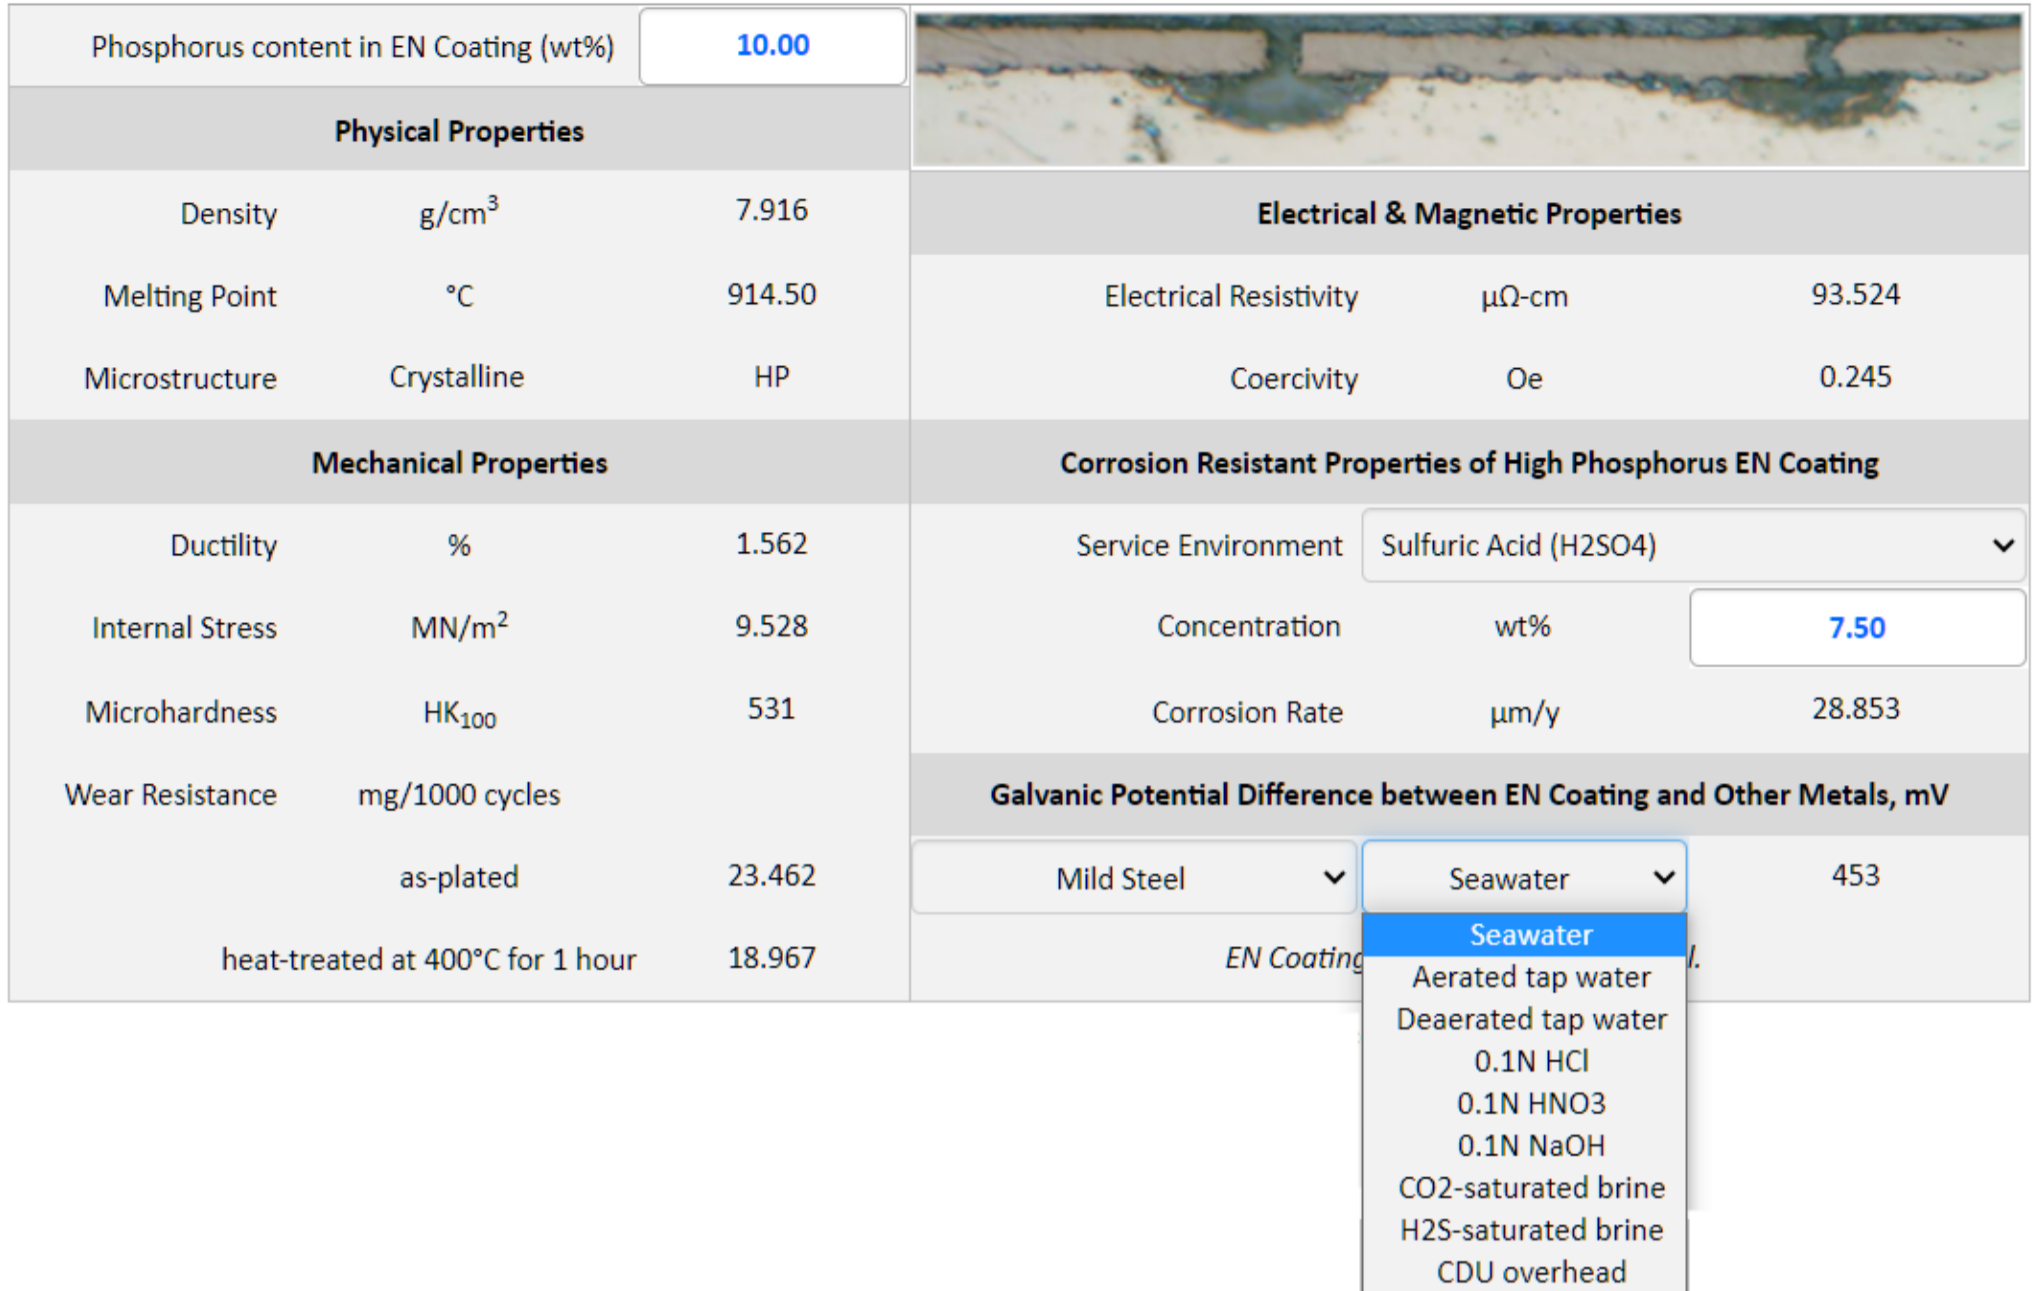 Phosphorus content in EN Coating (wt%) 10.00
Physical Properties
Density g/cm³ 7.916
Melting Point °C 914.50
Microstructure Crystalline HP
Mechanical Properties
Ductility % 1.562
Internal Stress MN/m² 9.528
Microhardness HK₁₀₀ 531
Wear Resistance mg/1000 cycles
as-plated 23.462
heat-treated at 400°C for 1 hour 18.967
Electrical & Magnetic Properties
Electrical Resistivity μΩ-cm 93.524
Coercivity Oe 0.245
Corrosion Resistant Properties of High Phosphorus EN Coating
Service Environment Sulfuric Acid (H2SO4)
Concentration wt% 7.50
Corrosion Rate μm/y 28.853
Galvanic Potential Difference between EN Coating and Other Metals, mV
Mild Steel Seawater 453
EN Coating l.
Seawater
Aerated tap water
Deaerated tap water
0.1N HCl
0.1N HNO3
0.1N NaOH
CO2-saturated brine
H2S-saturated brine
CDU overhead